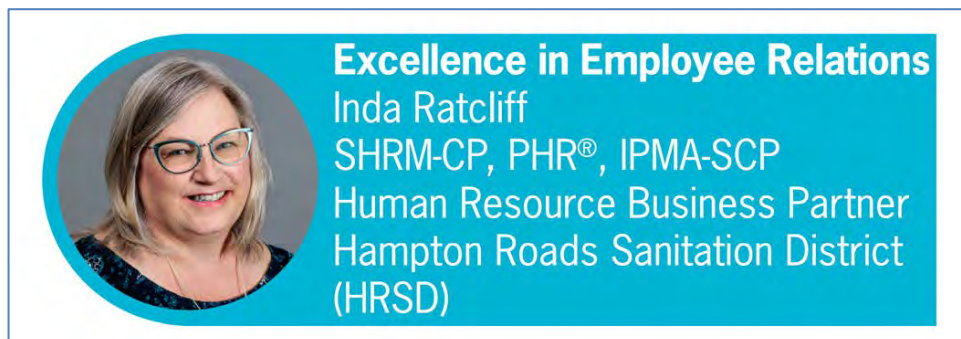 Excellence in Employee Relations
Inda Ratcliff
SHRM-CP, PHR®, IPMA-SCP
Human Resource Business Partner
Hampton Roads Sanitation District
(HRSD)